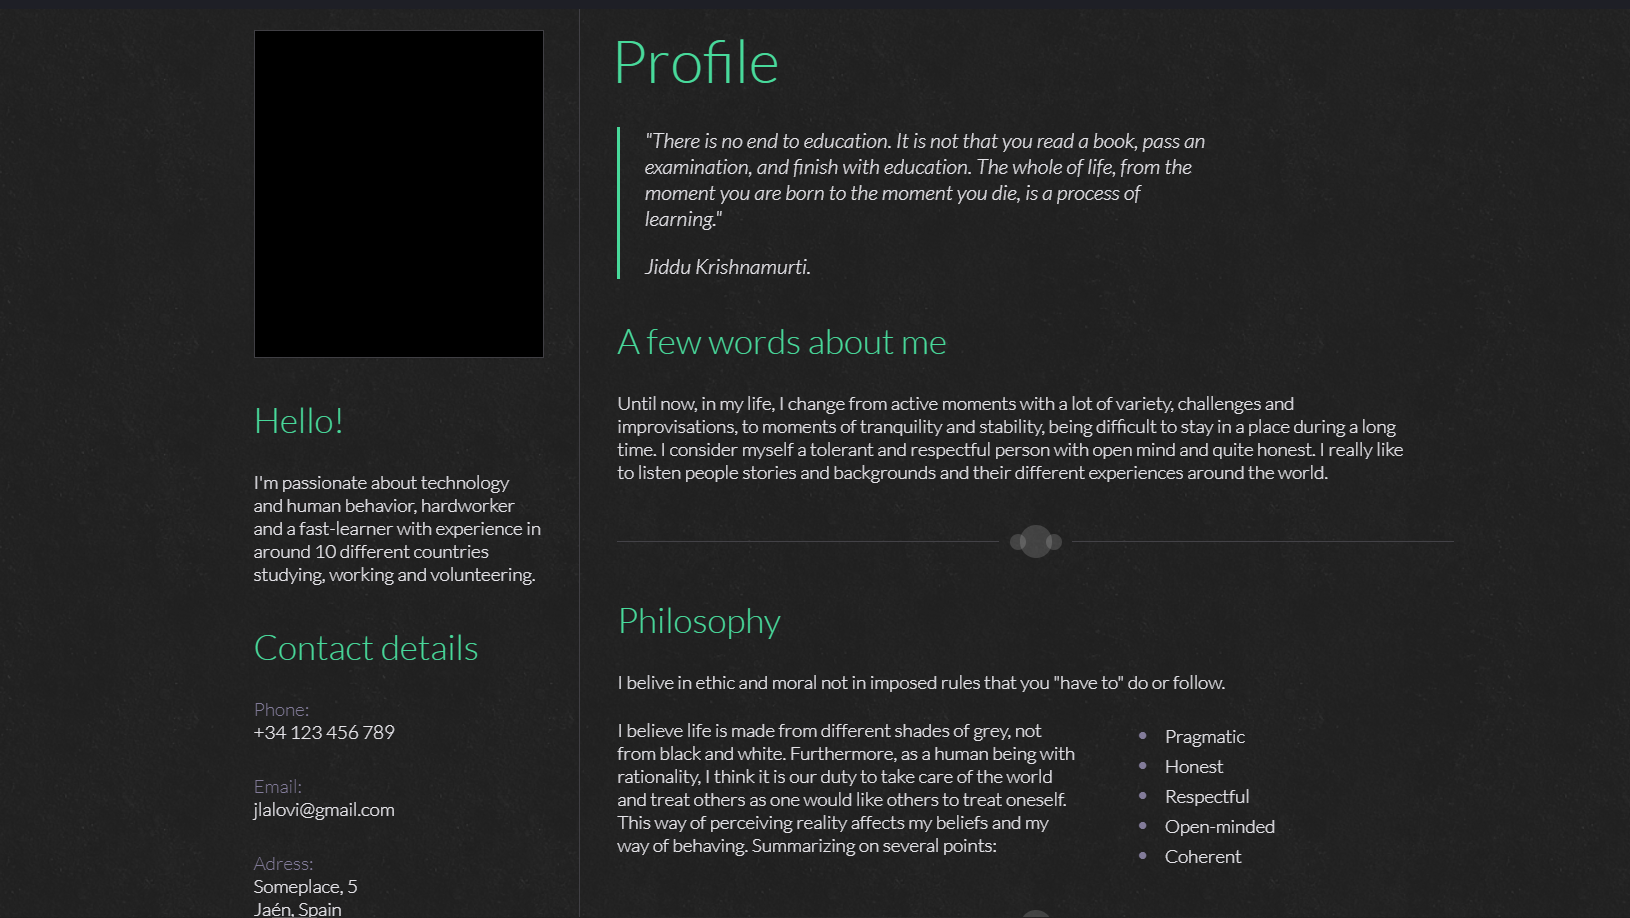 Hello!
I'm passionate about technology
and human behavior, hardworker
and a fast-learner with experience in
around 10 different countries
studying, working and volunteering.
Contact details
Phone:
+34 123 456 789
Email:
jlalovi@gmail.com
Adress:
Someplace, 5
Jaén, Spain
Profile
"There is no end to education. It is not that you read a book, pass an
examination, and finish with education. The whole of life, from the
moment you are born to the moment you die, is a process of
learning."
Jiddu Krishnamurti.
A few words about me
Until now, in my life, I change from active moments with a lot of variety, challenges and
improvisations, to moments of tranquility and stability, being difficult to stay in a place during a long
time. I consider myself a tolerant and respectful person with open mind and quite honest. I really like
to listen people stories and backgrounds and their different experiences around the world.
Philosophy
I belive in ethic and moral not in imposed rules that you "have to" do or follow.
I believe life is made from different shades of grey, not
from black and white. Furthermore, as a human being with
rationality, I think it is our duty to take care of the world
and treat others as one would like others to treat oneself.
This way of perceiving reality affects my beliefs and my
way of behaving. Summarizing on several points:
Pragmatic
Honest
Respectful
Open-minded
Coherent